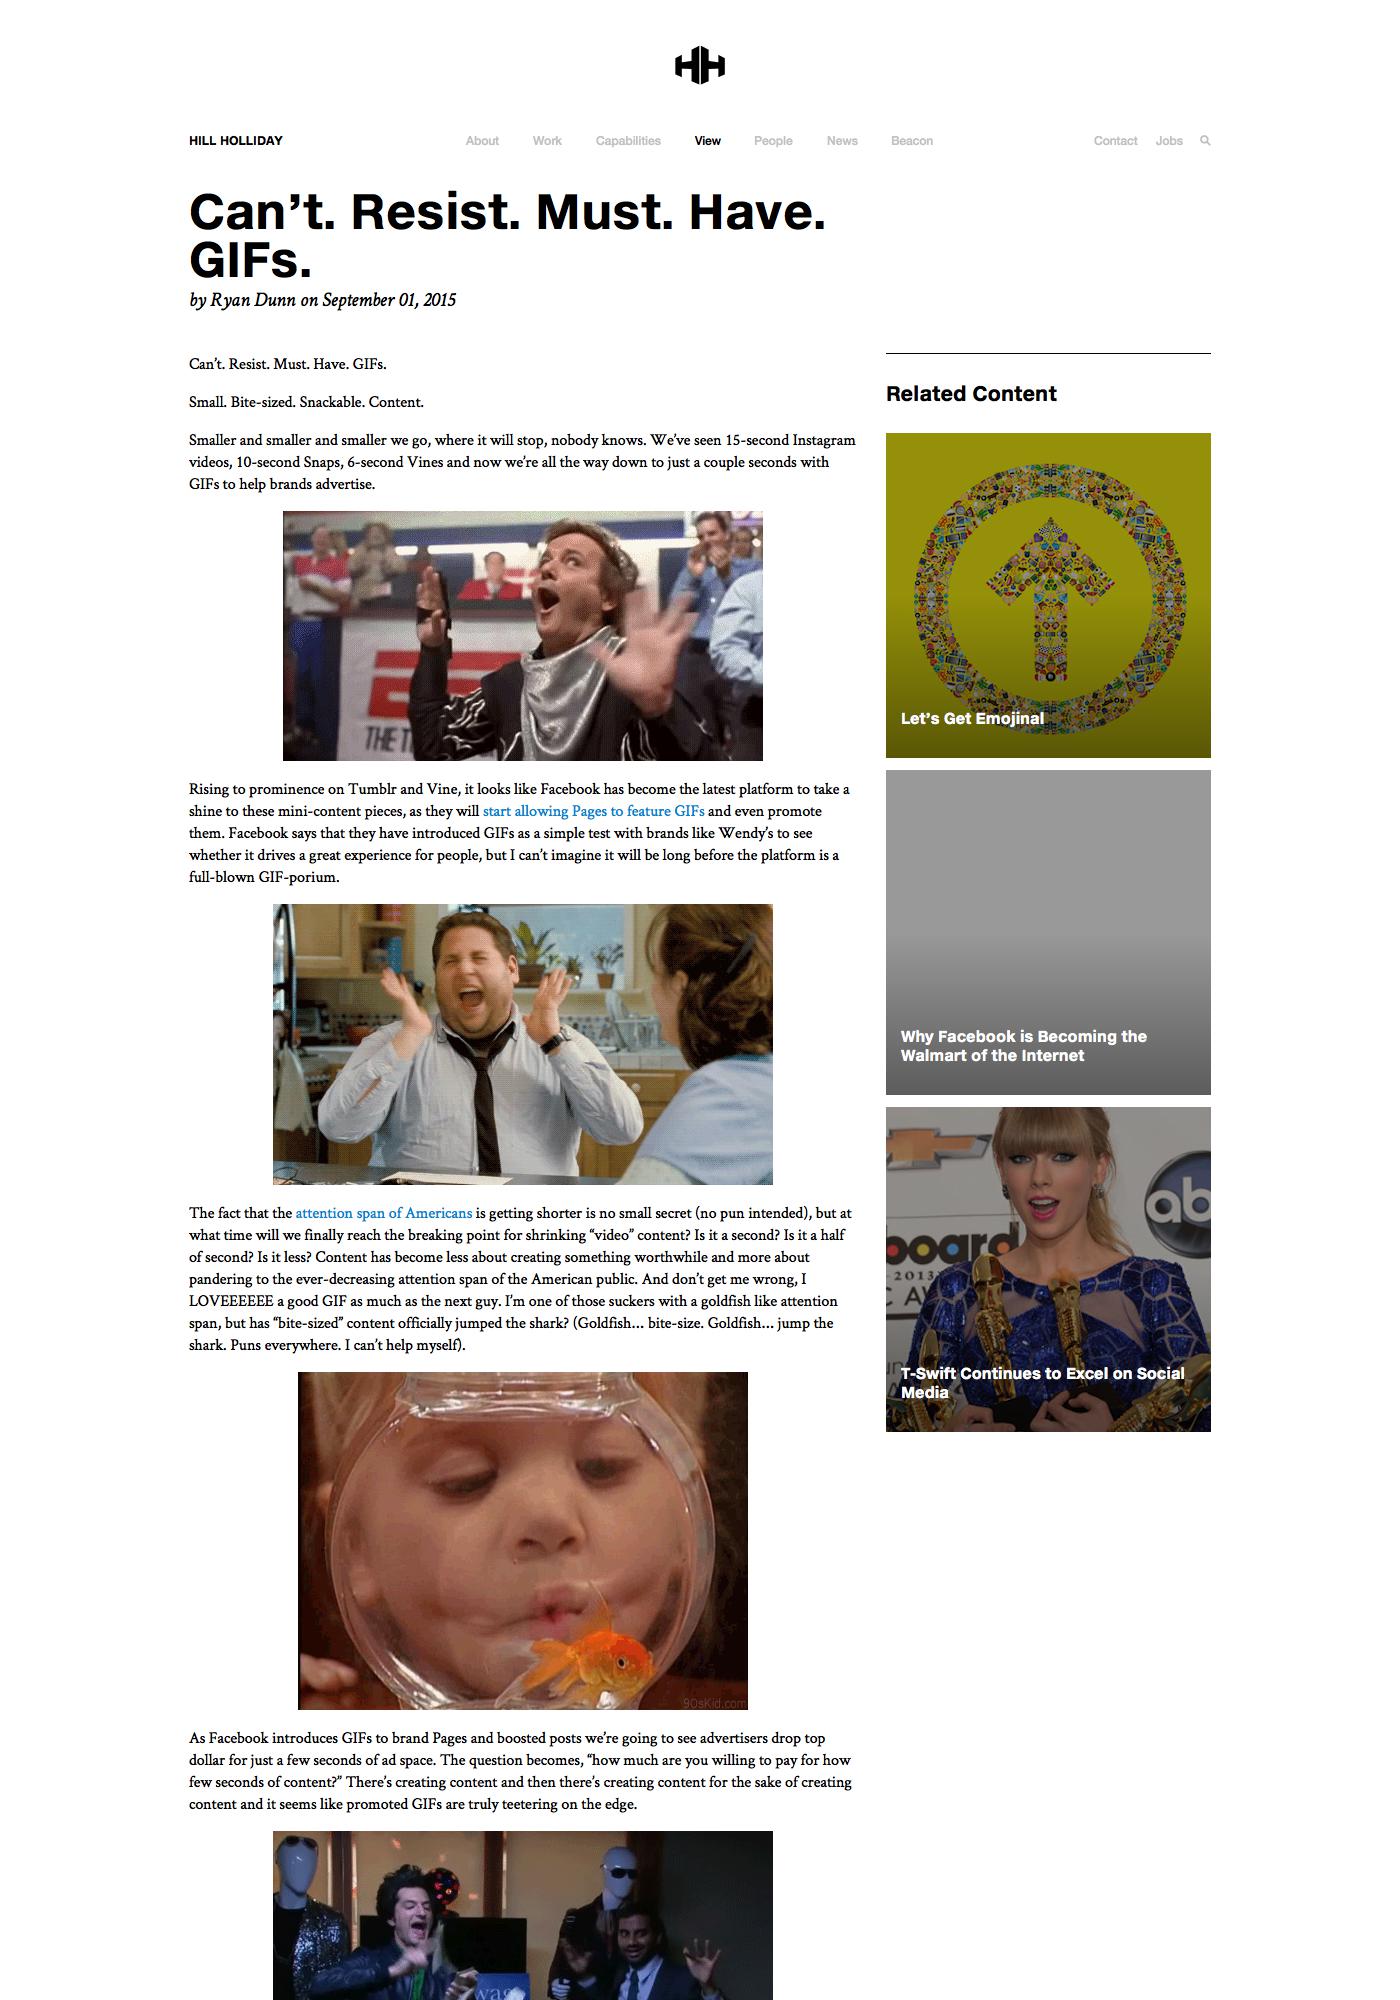 HILL HOLLIDAY
About Work Capabilities View People News Beacon
Contact Jobs
Can’t. Resist. Must. Have.
GIFs.
by Ryan Dunn on September 01, 2015
Can’t. Resist. Must. Have. GIFs.
Small. Bite-sized. Snackable. Content.
Smaller and smaller and smaller we go, where it will stop, nobody knows. We’ve seen 15-second Instagram
videos, 10-second Snaps, 6-second Vines and now we’re all the way down to just a couple seconds with
GIFs to help brands advertise.
THE T
Rising to prominence on Tumblr and Vine, it looks like Facebook has become the latest platform to take a
shine to these mini-content pieces, as they will start allowing Pages to feature GIFs and even promote
them. Facebook says that they have introduced GIFs as a simple test with brands like Wendy’s to see
whether it drives a great experience for people, but I can’t imagine it will be long before the platform is a
full-blown GIF-porium.
The fact that the attention span of Americans is getting shorter is no small secret (no pun intended), but at
what time will we finally reach the breaking point for shrinking “video” content? Is it a second? Is it a half
of second? Is it less? Content has become less about creating something worthwhile and more about
pandering to the ever-decreasing attention span of the American public. And don’t get me wrong, I
LOVEEEEEE a good GIF as much as the next guy. I’m one of those suckers with a goldfish like attention
span, but has “bite-sized” content officially jumped the shark? (Goldfish… bite-size. Goldfish… jump the
shark. Puns everywhere. I can’t help myself).
90sKid.com
As Facebook introduces GIFs to brand Pages and boosted posts we’re going to see advertisers drop top
dollar for just a few seconds of ad space. The question becomes, “how much are you willing to pay for how
few seconds of content?” There’s creating content and then there’s creating content for the sake of creating
content and it seems like promoted GIFs are truly teetering on the edge.
was
Related Content
Let’s Get Emojinal
Why Facebook is Becoming the
Walmart of the Internet
abc
board
2013
C AW
T-Swift Continues to Excel on Social
Media